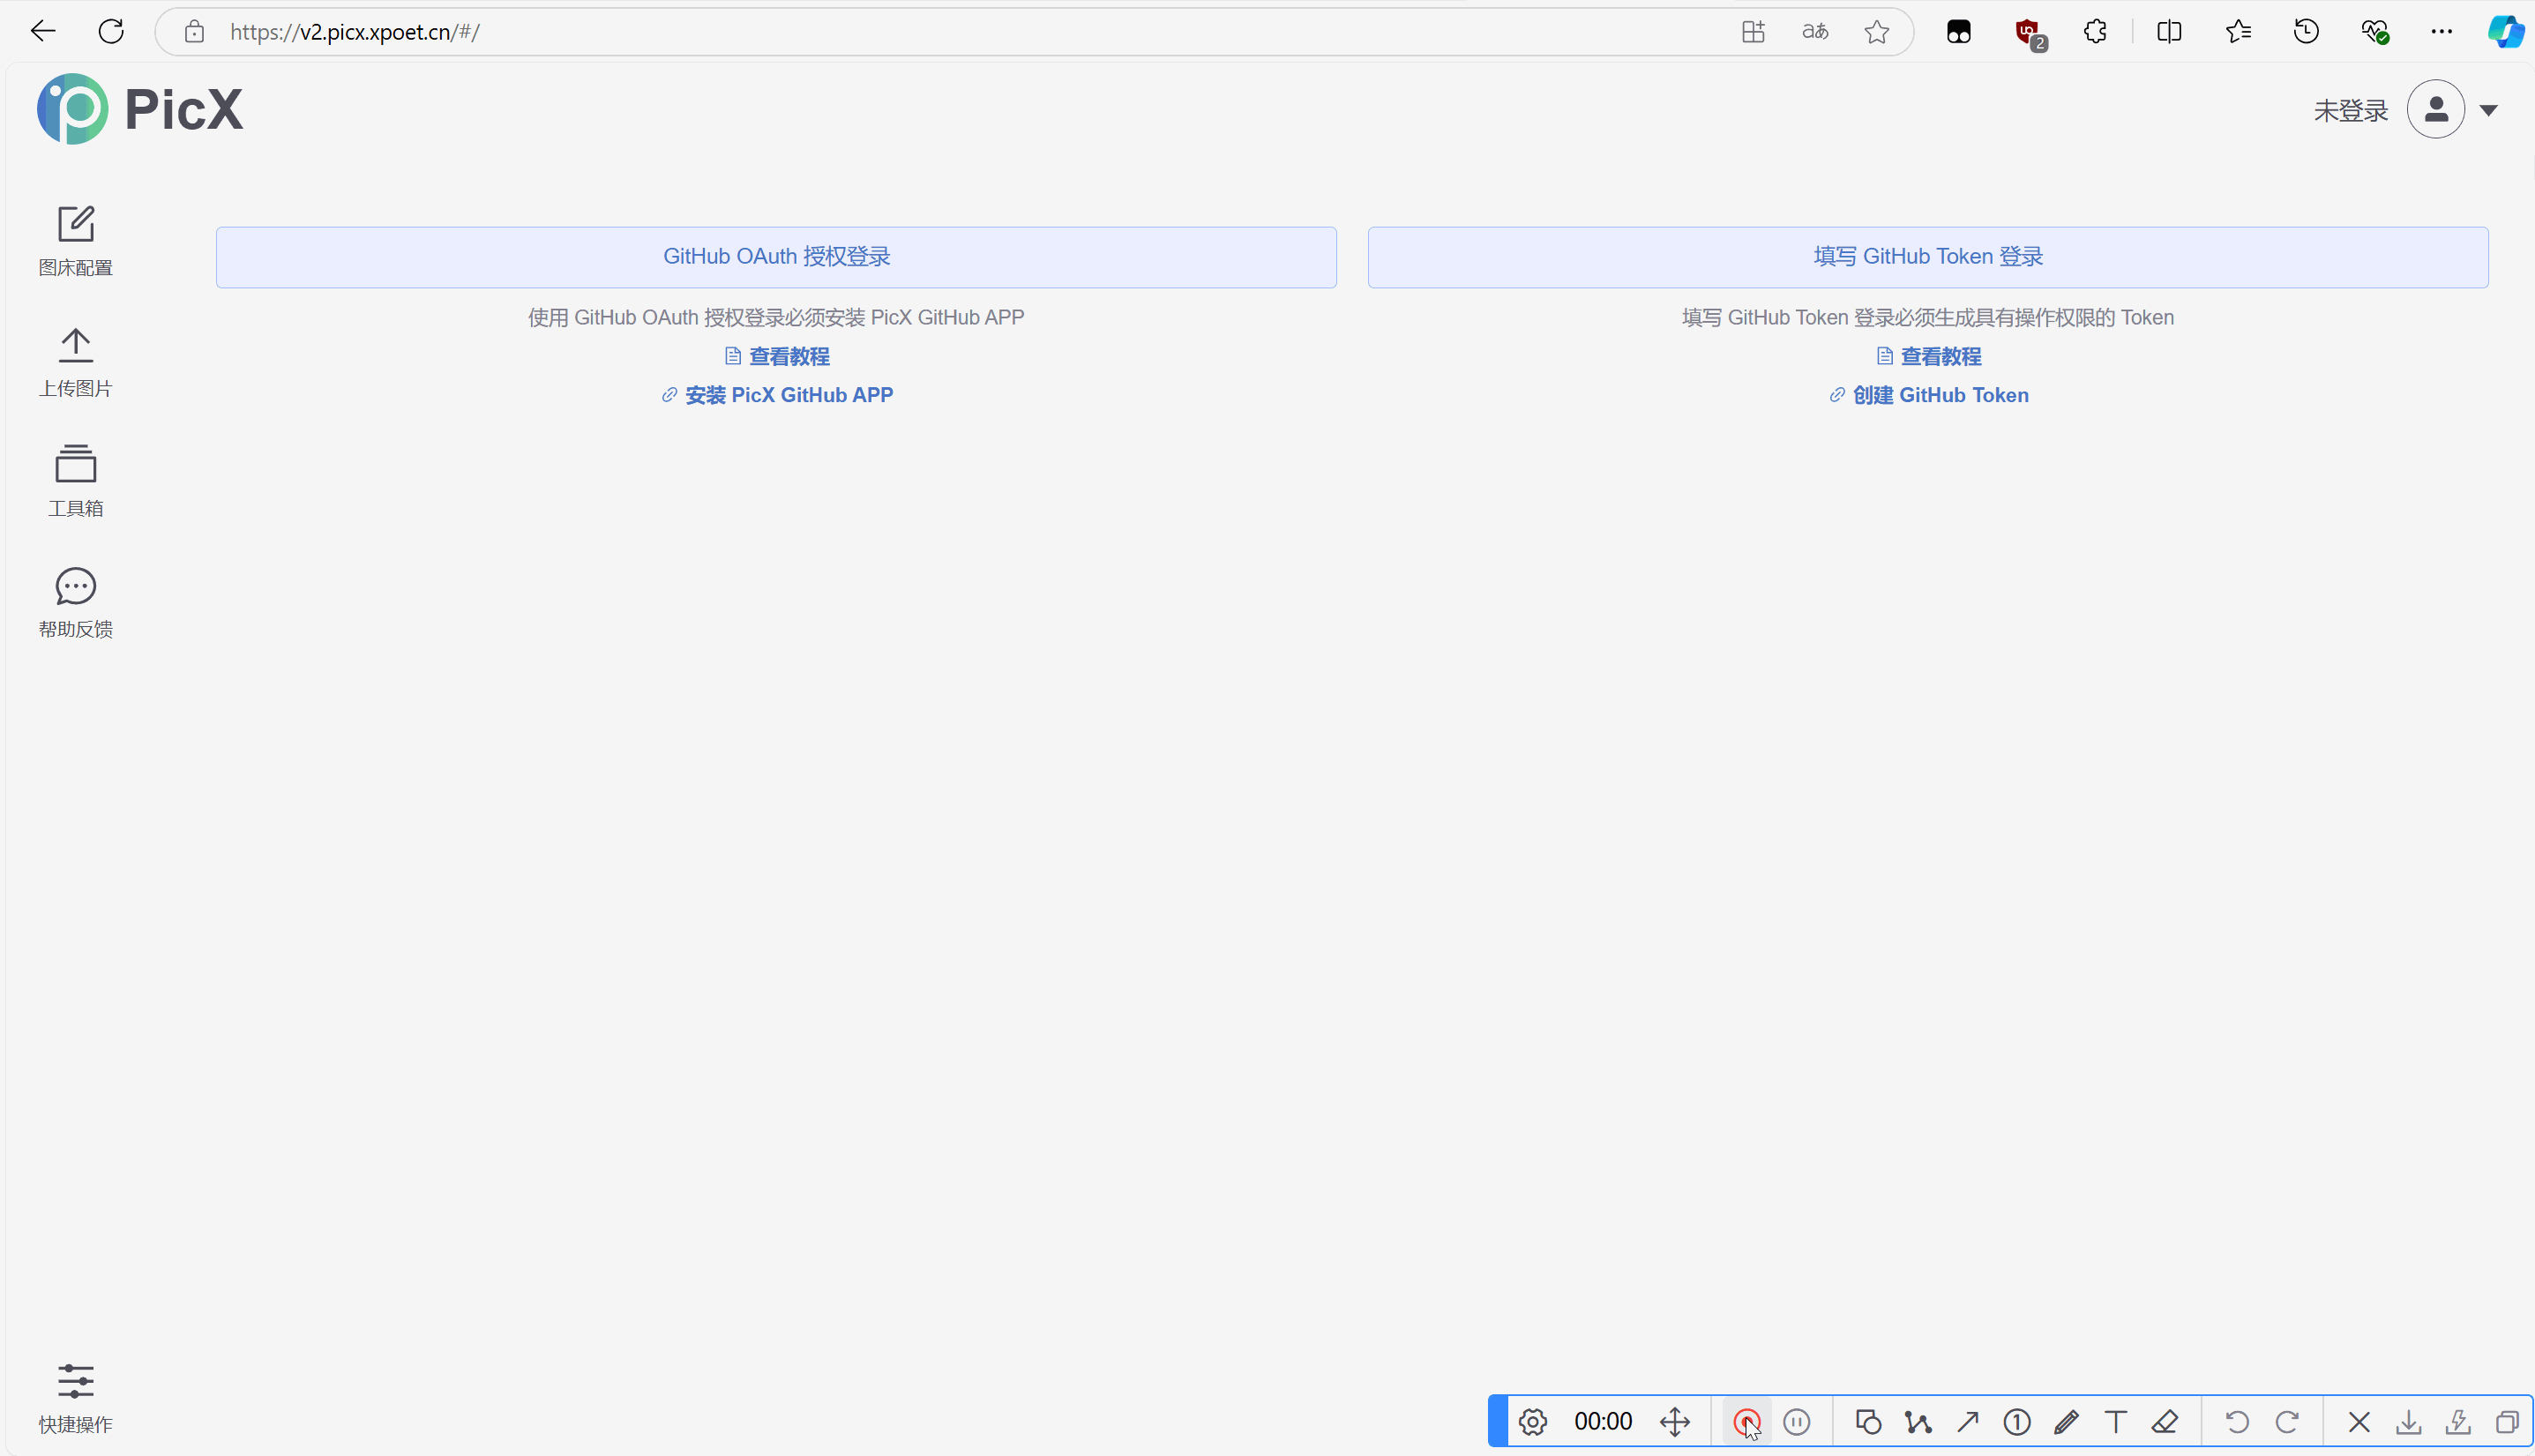 https://v2.picx.xpoet.cn/#/
2
PicX
未登录
图床配置
上传图片
工具箱
帮助反馈
GitHub OAuth 授权登录
使用 GitHub OAuth 授权登录必须安装 PicX GitHub APP
查看教程
安装 PicX GitHub APP
填写 GitHub Token 登录
填写 GitHub Token 登录必须生成具有操作权限的 Token
查看教程
创建 GitHub Token
快捷操作
00:00